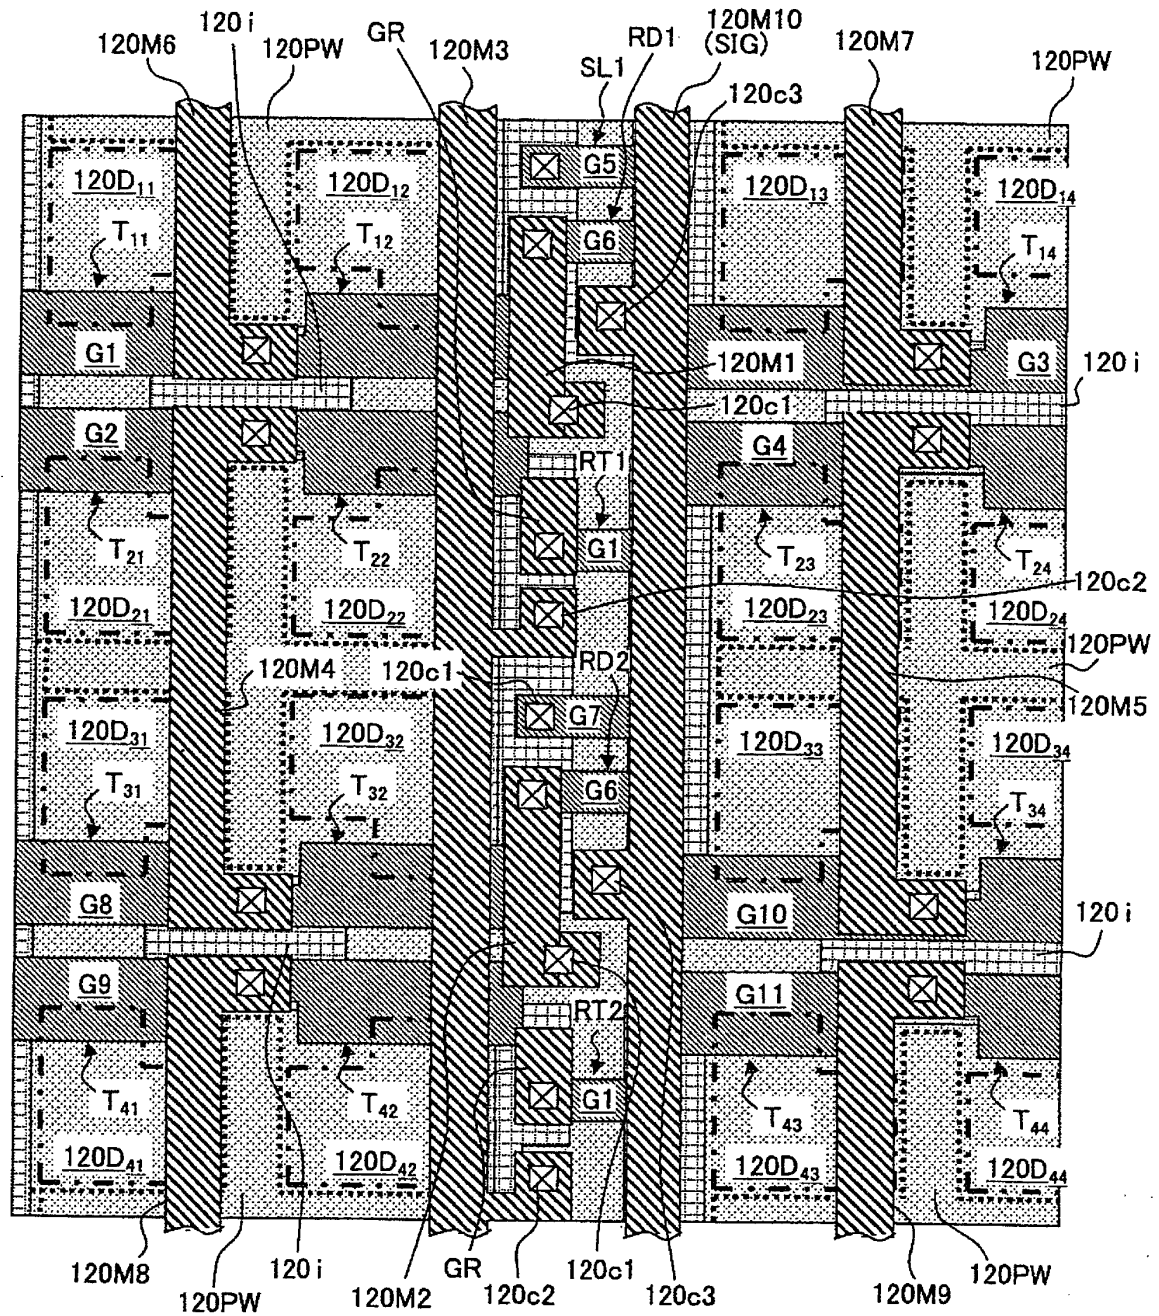 120i
120M10
120M6
GR
120M3
RD1
(SIG)
120M7
120PW
SL1
120PW
120c3
G5
120D11
120D12
120D13
120D14
T11
T12
G6
T14
G1
120M1
G3
120i
G2
120c1
G4
RT1
T21
T22
G1
T23
T24
120c2
120D21
120D22
120D23
120D24
120M4
120c1
RD2
120PW
120M5
120D31
120D32
G7
120D33
120D34
T31
T32
G6
T34
G8
G10
120i
G9
G11
RT2
T41
T42
G1
T43
T44
120D41
120D42
120D43
120D44
120M8
120i
GR
120c1
120PW
120PW
120M2
120c2
120c3
120M9